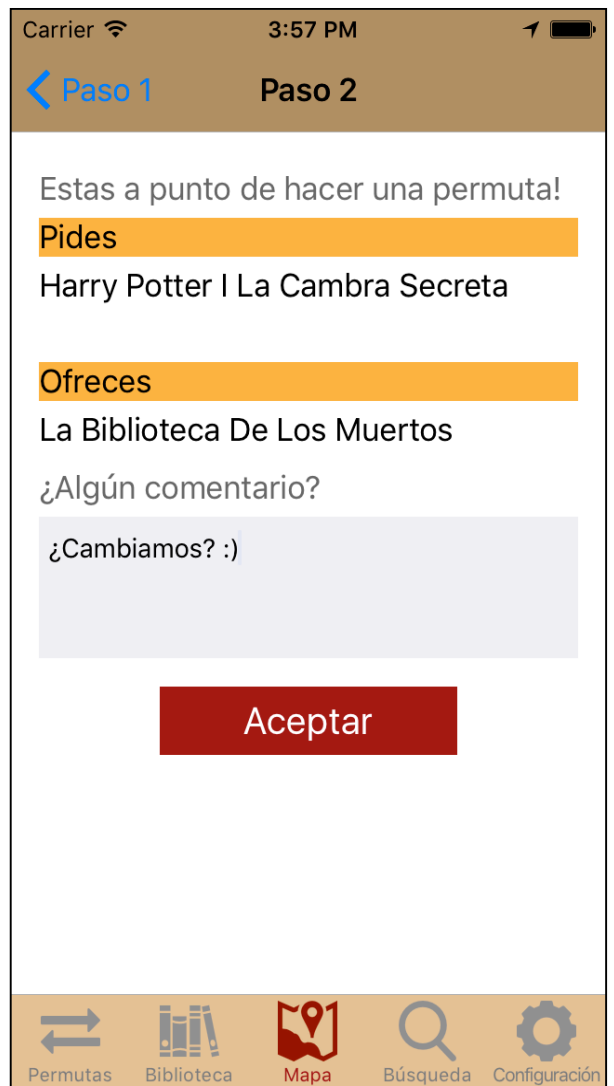 Carrier 3:57 PM
Paso 1 Paso 2
Estas a punto de hacer una permuta!
Pides
Harry Potter I La Cambra Secreta
Ofreces
La Biblioteca De Los Muertos
¿Algún comentario?
¿Cambiamos? :)
Aceptar
Permutas Biblioteca Mapa Búsqueda Configuración